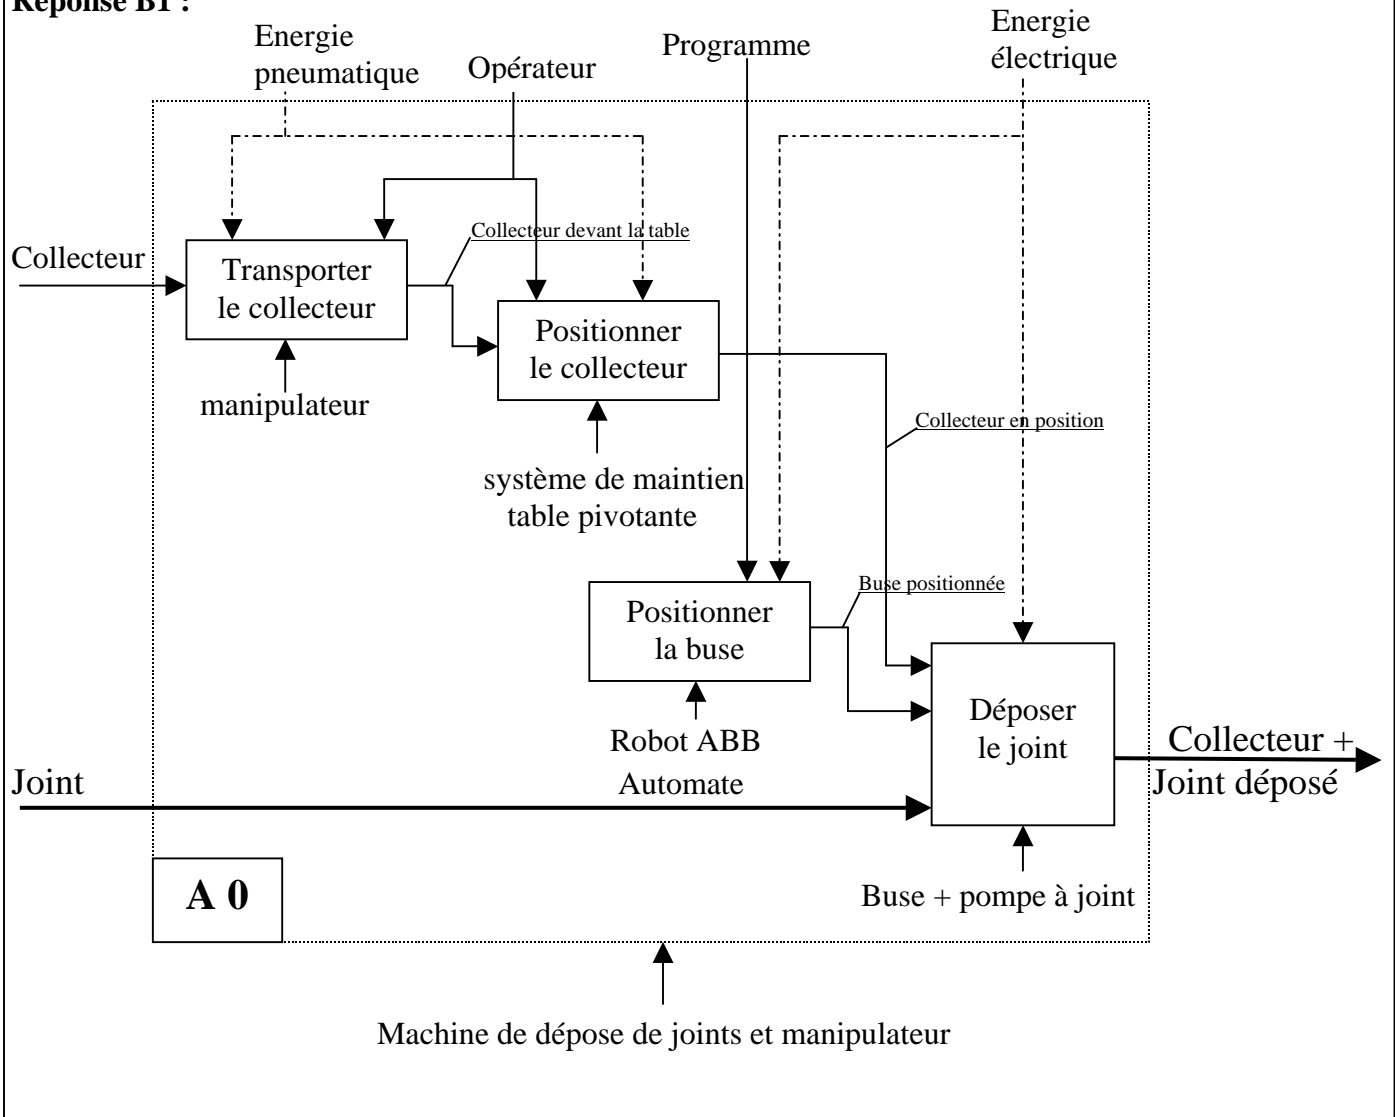 Réponse B1 :
Energie
pneumatique
Opérateur
Programme
Energie
électrique
Collecteur
Transporter
le collecteur
Collecteur devant la table
manipulateur
Positionner
le collecteur
système de maintien
table pivotante
Collecteur en position
Positionner
la buse
Buse positionnée
Robot ABB
Automate
Joint
Déposer
le joint
Collecteur +
Joint déposé
Buse + pompe à joint
A 0
Machine de dépose de joints et manipulateur